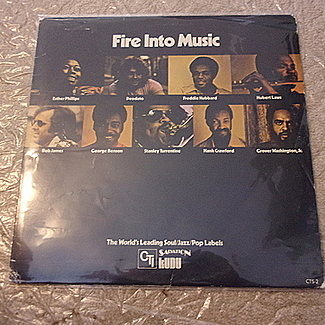 Fire Into Music
Esther Phillips Deodato Freddie Hubbard Hubert Laws
Bob James George Benson Stanley Turrentine Hank Crawford Grover Washington, Jr.
The World's Leading Soul/Jazz/Pop Labels
CTI SALVATION
KUDU
CTS-2